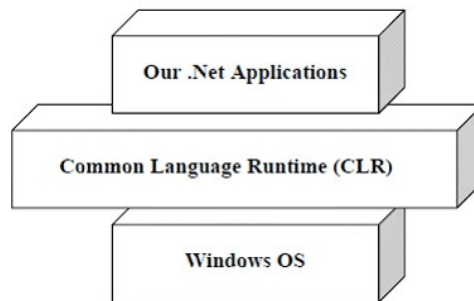 Our .Net Applications
Common Language Runtime (CLR)
Windows OS